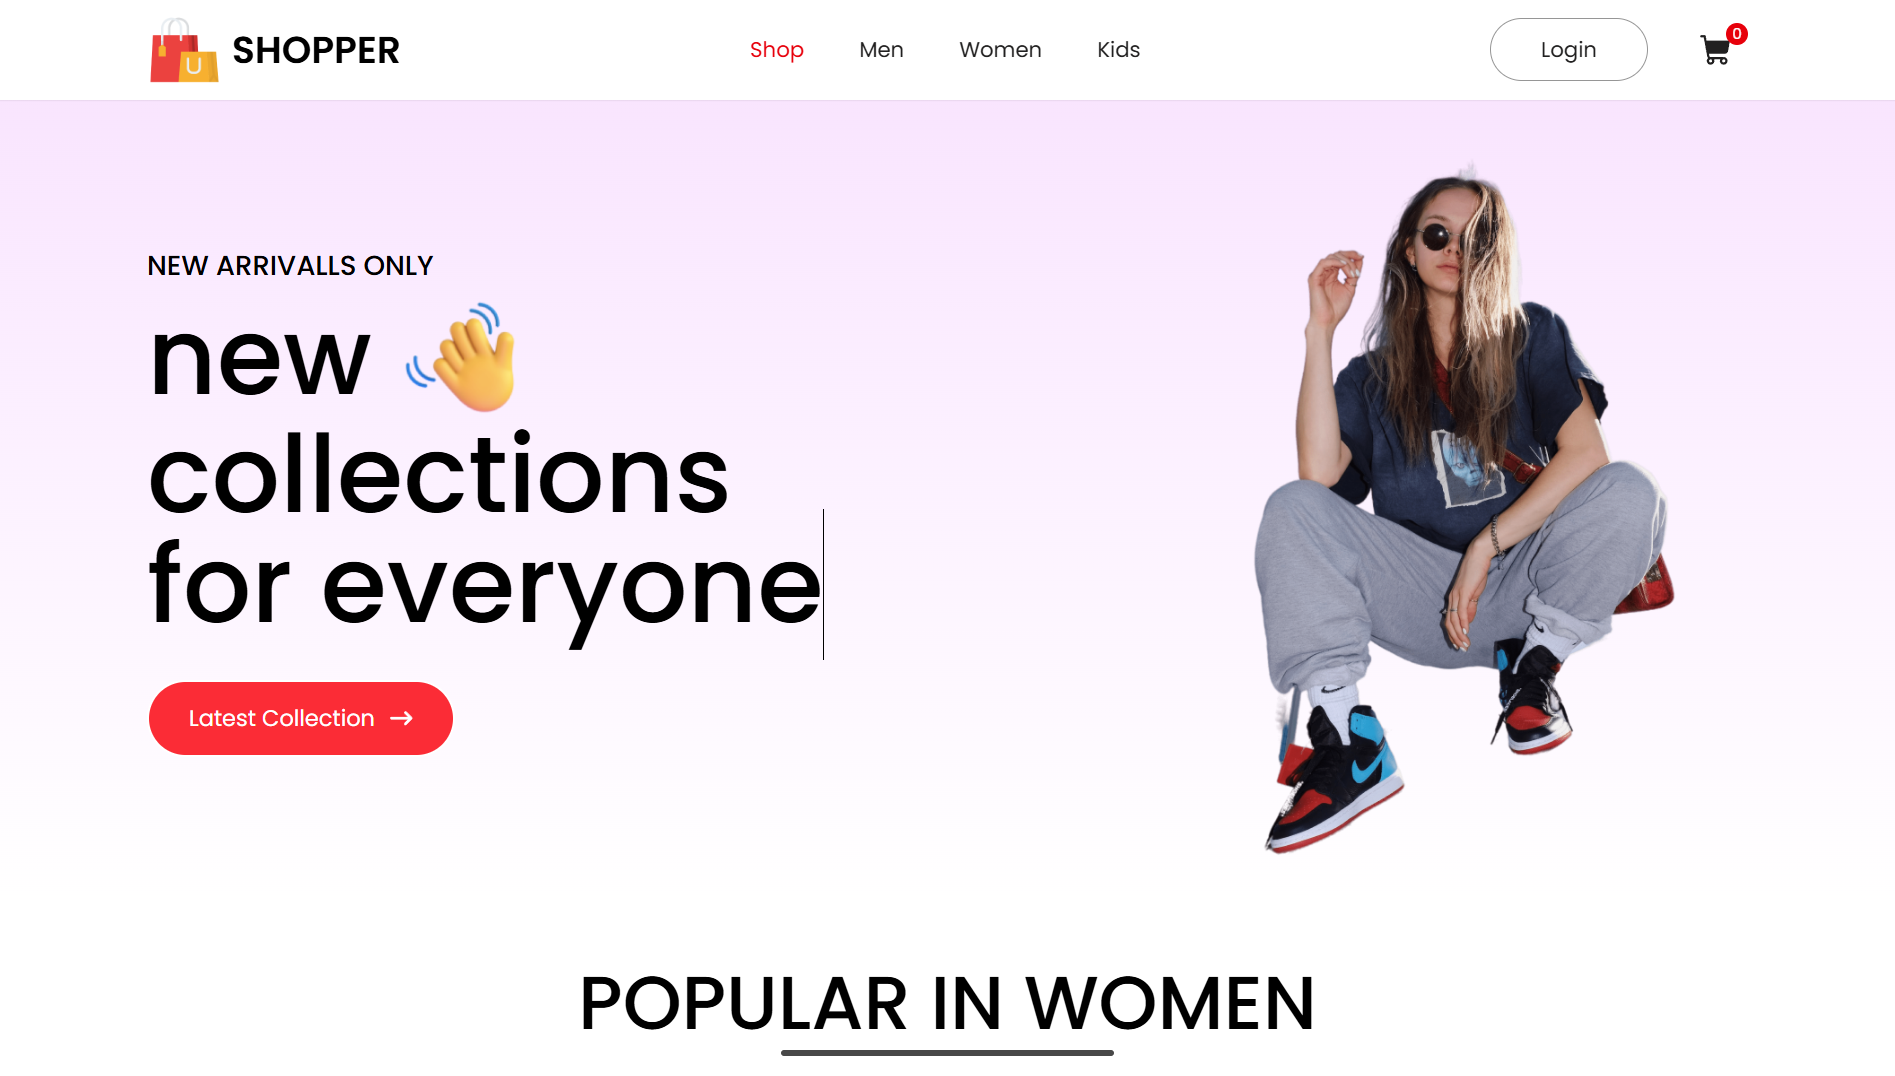 SHOPPER
Shop
Men
Women
Kids
Login
0
NEW ARRIVALLS ONLY
new
collections
for everyone
Latest Collection
POPULAR IN WOMEN